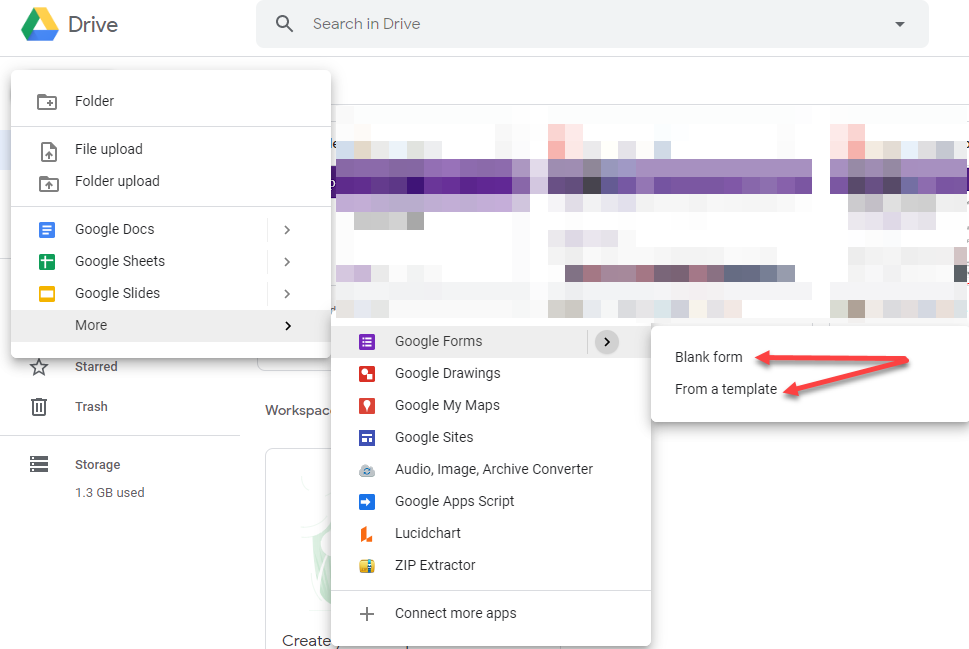 Drive
Search in Drive
Folder
File upload
Folder upload
Google Docs
Google Sheets
Google Slides
More
Google Forms
Google Drawings
Google My Maps
Google Sites
Audio, Image, Archive Converter
Google Apps Script
Lucidchart
ZIP Extractor
Connect more apps
Blank form
From a template
Starred
Trash
Storage
1.3 GB used
Workspac
Create